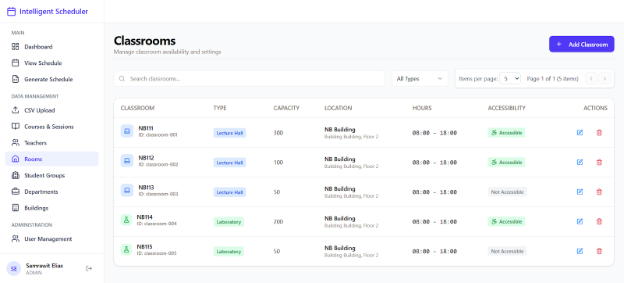 Intelligent Scheduler
MAIN
Dashboard
View Schedule
Generate Schedule
DATA MANAGEMENT
CSV Upload
Courses & Sessions
Teachers
Rooms
Student Groups
Departments
Buildings
ADMINISTRATION
User Management
SE
Samrawit Elias
ADMIN
Classrooms
Manage classroom availability and settings
+ Add Classroom
Search classrooms...
All Types
Items per page: 5 Page 1 of 1 (5 items)
CLASSROOM TYPE CAPACITY LOCATION HOURS ACCESSIBILITY ACTIONS
NB111 Lecture Hall 300 NB Building 08:00 - 18:00 Accessible
ID: classroom-001 Building Building, Floor 2
NB112 Lecture Hall 100 NB Building 08:00 - 18:00 Accessible
ID: classroom-002 Building Building, Floor 2
NB113 Lecture Hall 50 NB Building 08:00 - 18:00 Not Accessible
ID: classroom-003 Building Building, Floor 2
NB114 Laboratory 200 NB Building 08:00 - 18:00 Accessible
ID: classroom-004 Building Building, Floor 2
NB115 Laboratory 50 NB Building 08:00 - 18:00 Not Accessible
ID: classroom-005 Building Building, Floor 2